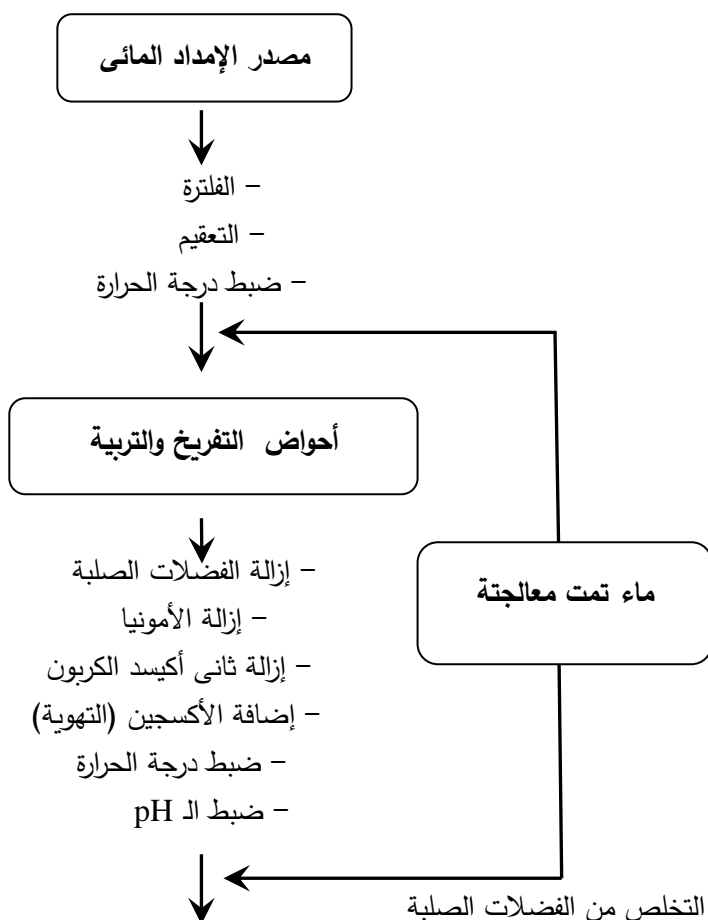 مصدر الإمداد المائى
- الفلترة
- التعقيم
- ضبط درجة الحرارة
أحواض التفريخ والتربية
- إزالة الفضلات الصلبة
- إزالة الأمونيا
- إزالة ثانى أكيسد الكربون
- إضافة الأكسجين (التهوية)
- ضبط درجة الحرارة
- ضبط الـ pH
ماء تمت معالجتة
التخلص من الفضلات الصلبة